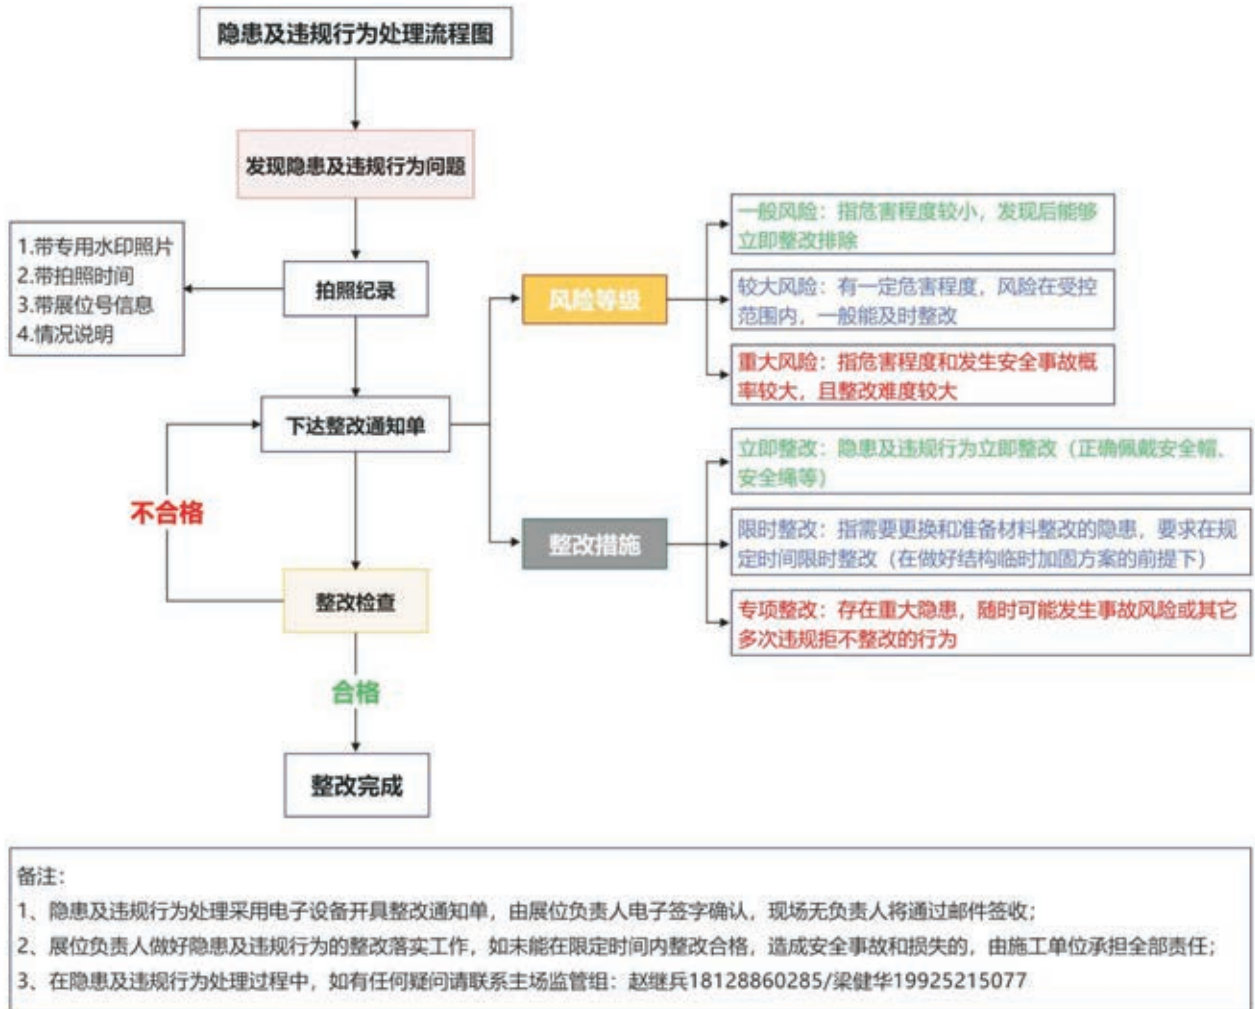 隐患及违规行为处理流程图
发现隐患及违规行为问题
1.带专用水印照片
2.带拍照时间
3.带展位号信息
4.情况说明
拍照纪录
下达整改通知单
不合格
整改检查
合格
整改完成
风险等级
一般风险：指危害程度较小，发现后能够
立即整改排除
较大风险：有一定危害程度，风险在受控
范围内，一般能及时整改
重大风险：指危害程度和发生安全事故概
率较大，且整改难度较大
整改措施
立即整改：隐患及违规行为立即整改（正确佩戴安全帽、
安全绳等）
限时整改：指需要更换和准备材料整改的隐患，要求在规
定时间限时整改（在做好结构临时加固方案的前提下）
专项整改：存在重大隐患，随时可能发生事故风险或其它
多次违规拒不整改的行为
备注：
1、隐患及违规行为处理采用电子设备开具整改通知单，由展位负责人电子签字确认，现场无负责人将通过邮件签收；
2、展位负责人做好隐患及违规行为的整改落实工作，如未能在限定时间内整改合格，造成安全事故和损失的，由施工单位承担全部责任；
3、在隐患及违规行为处理过程中，如有任何疑问请联系主场监管组：赵继兵18128860285/梁健华19925215077